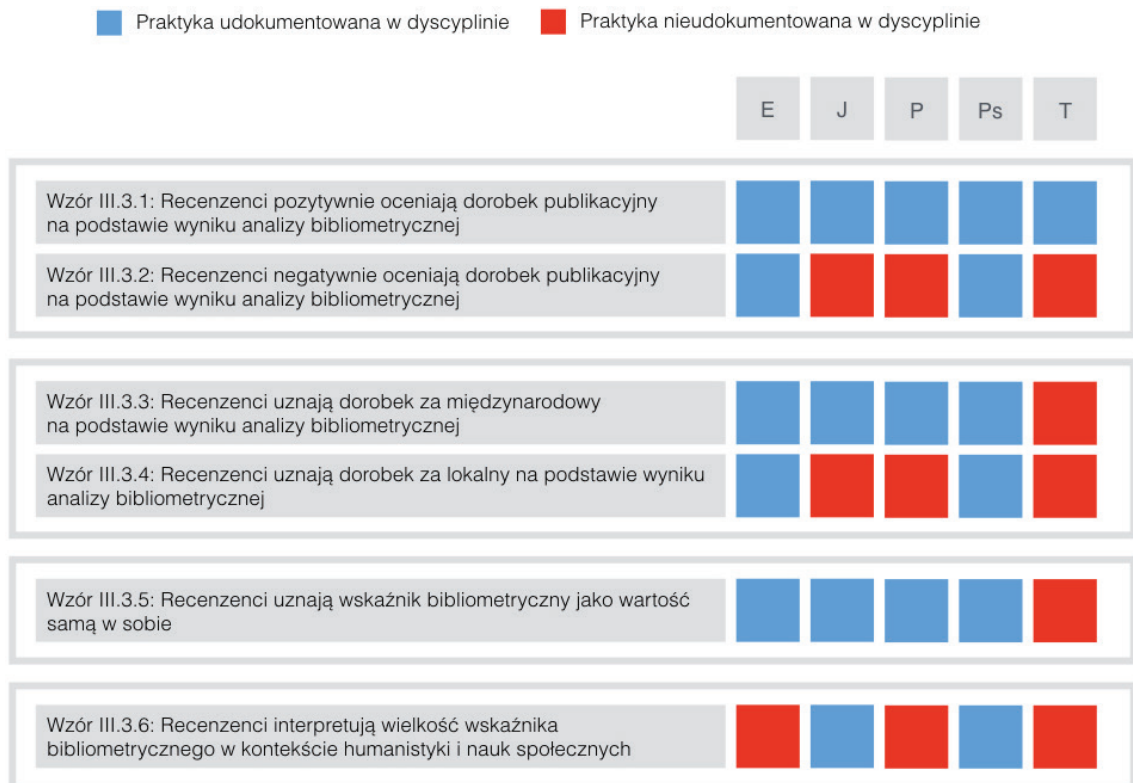 Praktyka udokumentowana w dyscyplinie Praktyka nieudokumentowana w dyscyplinie
E J P Ps T
Wzór III.3.1: Recenzenci pozytywnie oceniają dorobek publikacyjny
na podstawie wyniku analizy bibliometrycznej
Wzór III.3.2: Recenzenci negatywnie oceniają dorobek publikacyjny
na podstawie wyniku analizy bibliometrycznej
Wzór III.3.3: Recenzenci uznają dorobek za międzynarodowy
na podstawie wyniku analizy bibliometrycznej
Wzór III.3.4: Recenzenci uznają dorobek za lokalny na podstawie wyniku
analizy bibliometrycznej
Wzór III.3.5: Recenzenci uznają wskaźnik bibliometryczny jako wartość
samą w sobie
Wzór III.3.6: Recenzenci interpretują wielkość wskaźnika
bibliometrycznego w kontekście humanistyki i nauk społecznych